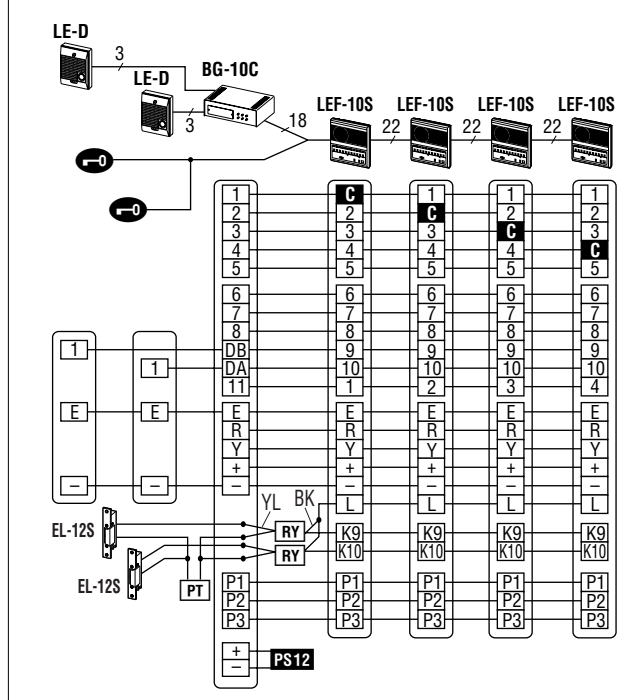 LE-D
3
LE-D
BG-10C
3
18
LEF-10S LEF-10S LEF-10S LEF-10S
22 22 22
1 C 1 1 1
2 2 C 2 2
3 3 3 C 3
4 4 4 4 C
5 5 5 5 5
6 6 6 6 6
7 7 7 7 7
8 8 8 8 8
1 DB 9 9 9 9
1 DA 10 10 10 10
11 1 2 3 4
E E E E E E E
R R R R R
Y Y Y Y Y
+ + + + +
– – – – – – –
YL BK L L L L
EL-12S RY K9 K9 K9 K9
RY K10 K10 K10 K10
EL-12S PT P1 P1 P1 P1 P1
P2 P2 P2 P2 P2
P3 P3 P3 P3 P3
+
– PS12